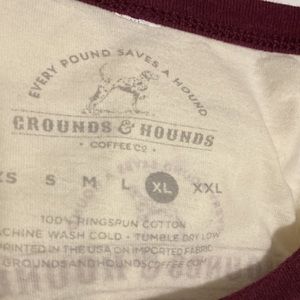 EVERY POUND SAVES A HOUND
GROUNDS & HOUNDS
• COFFEE CO •
XS S M L XL XXL
100% RINGSPUN COTTON
MACHINE WASH COLD • TUMBLE DRY LOW
PRINTED IN THE USA ON IMPORTED FABRIC
GROUNDSANDHOUNDSCOFFEE.COM